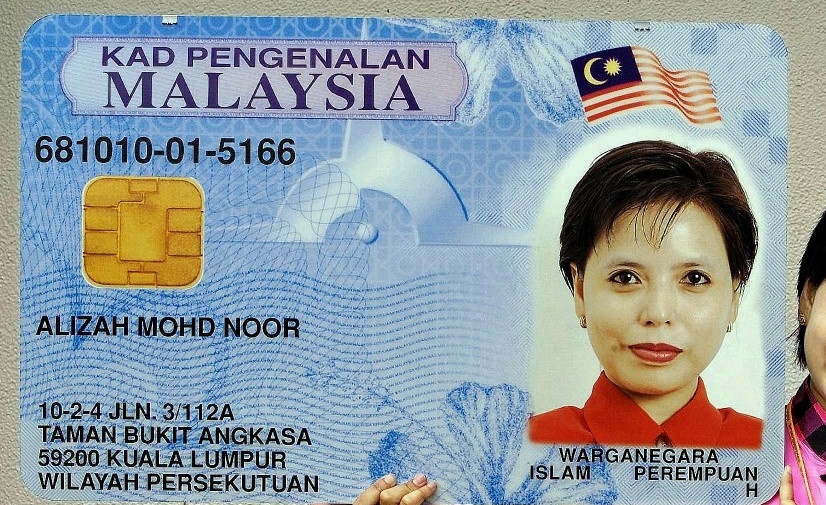 KAD PENGENALAN
MALAYSIA
681010-01-5166
ALIZAH MOHD NOOR
10-2-4 JLN. 3/112A
TAMAN BUKIT ANGKASA
59200 KUALA LUMPUR
WILAYAH PERSEKUTUAN
WARGANEGARA
ISLAM PEREMPUAN
H